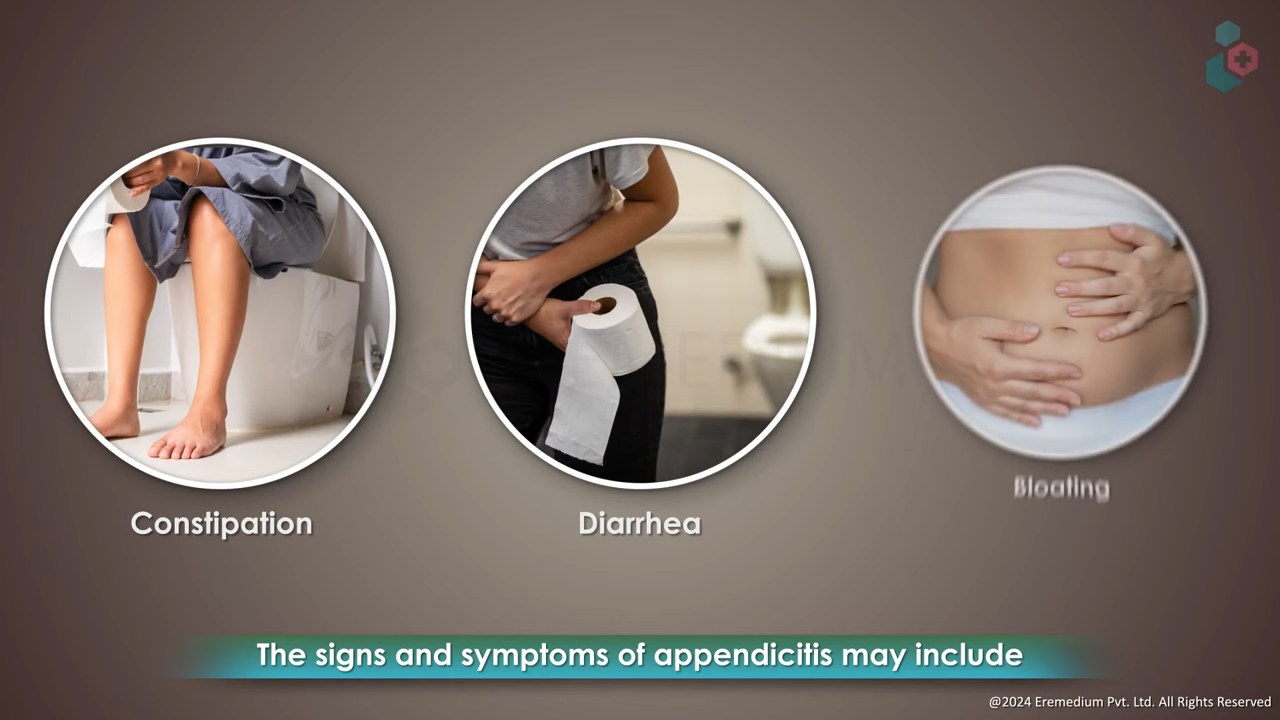 Constipation
Diarrhea
Bloating
The signs and symptoms of appendicitis may include
@2024 Eremedium Pvt. Ltd. All Rights Reserved